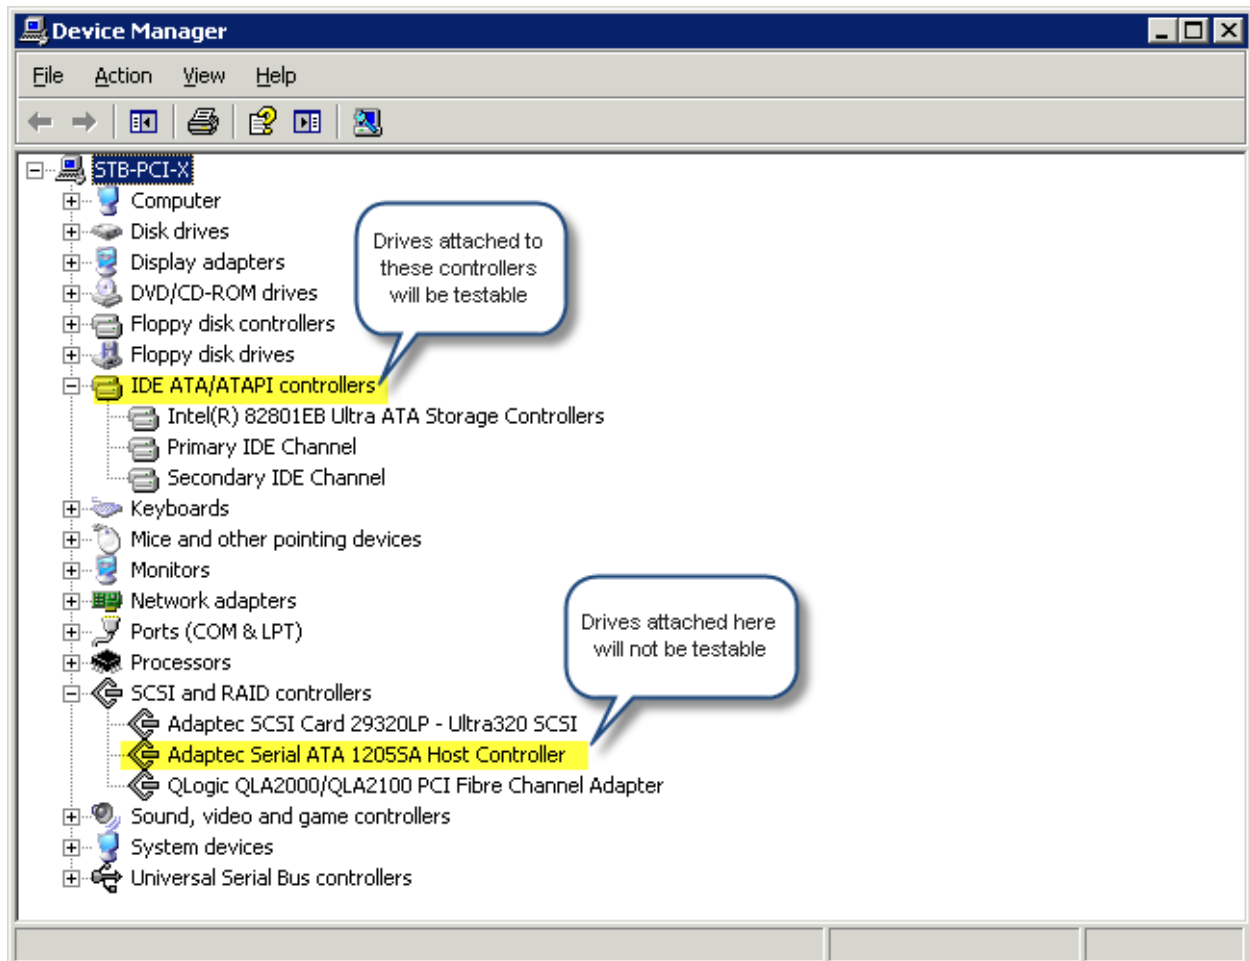 Device Manager
File Action View Help
STB-PCI-X
Computer
Disk drives
Display adapters
DVD/CD-ROM drives
Floppy disk controllers
Floppy disk drives
IDE ATA/ATAPI controllers
Intel(R) 82801EB Ultra ATA Storage Controllers
Primary IDE Channel
Secondary IDE Channel
Keyboards
Mice and other pointing devices
Monitors
Network adapters
Ports (COM & LPT)
Processors
SCSI and RAID controllers
Adaptec SCSI Card 29320LP - Ultra320 SCSI
Adaptec Serial ATA 1205SA Host Controller
QLogic QLA2000/QLA2100 PCI Fibre Channel Adapter
Sound, video and game controllers
System devices
Universal Serial Bus controllers
Drives attached to
these controllers
will be testable
Drives attached here
will not be testable